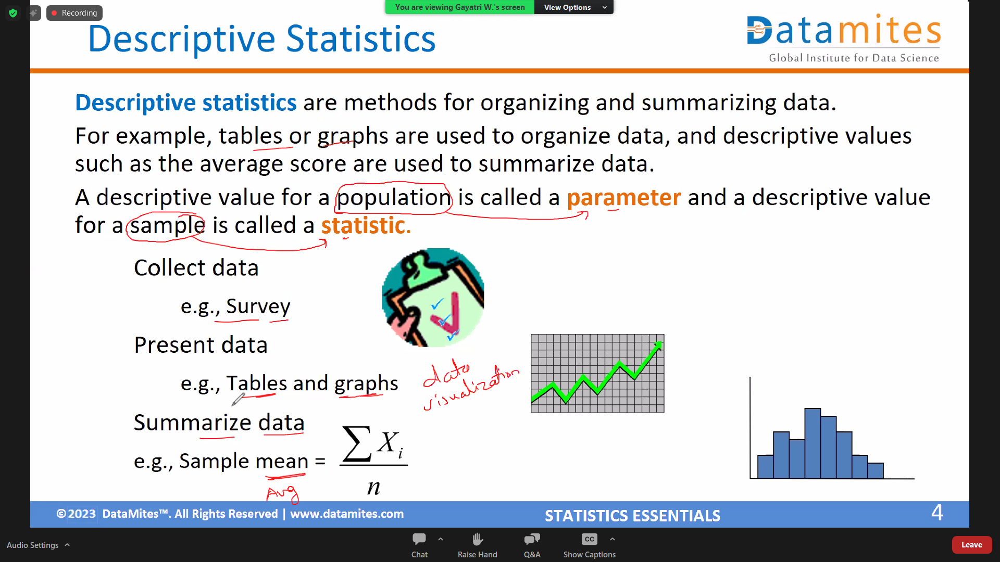 Recording
You are viewing Gayatri W.'s screen
View Options
Descriptive Statistics
Datamites
Global Institute for Data Science
Descriptive statistics are methods for organizing and summarizing data.
For example, tables or graphs are used to organize data, and descriptive values
such as the average score are used to summarize data.
A descriptive value for a population is called a parameter and a descriptive value
for a sample is called a statistic.
Collect data
e.g., Survey
Present data
e.g., Tables and graphs
data
visualization
Summarize data
e.g., Sample mean = ∑ Xi / n
Avg
©2023 DataMites™. All Rights Reserved | www.datamites.com
STATISTICS ESSENTIALS
4
Audio Settings
Chat
Raise Hand
Q&A
CC
Show Captions
Leave